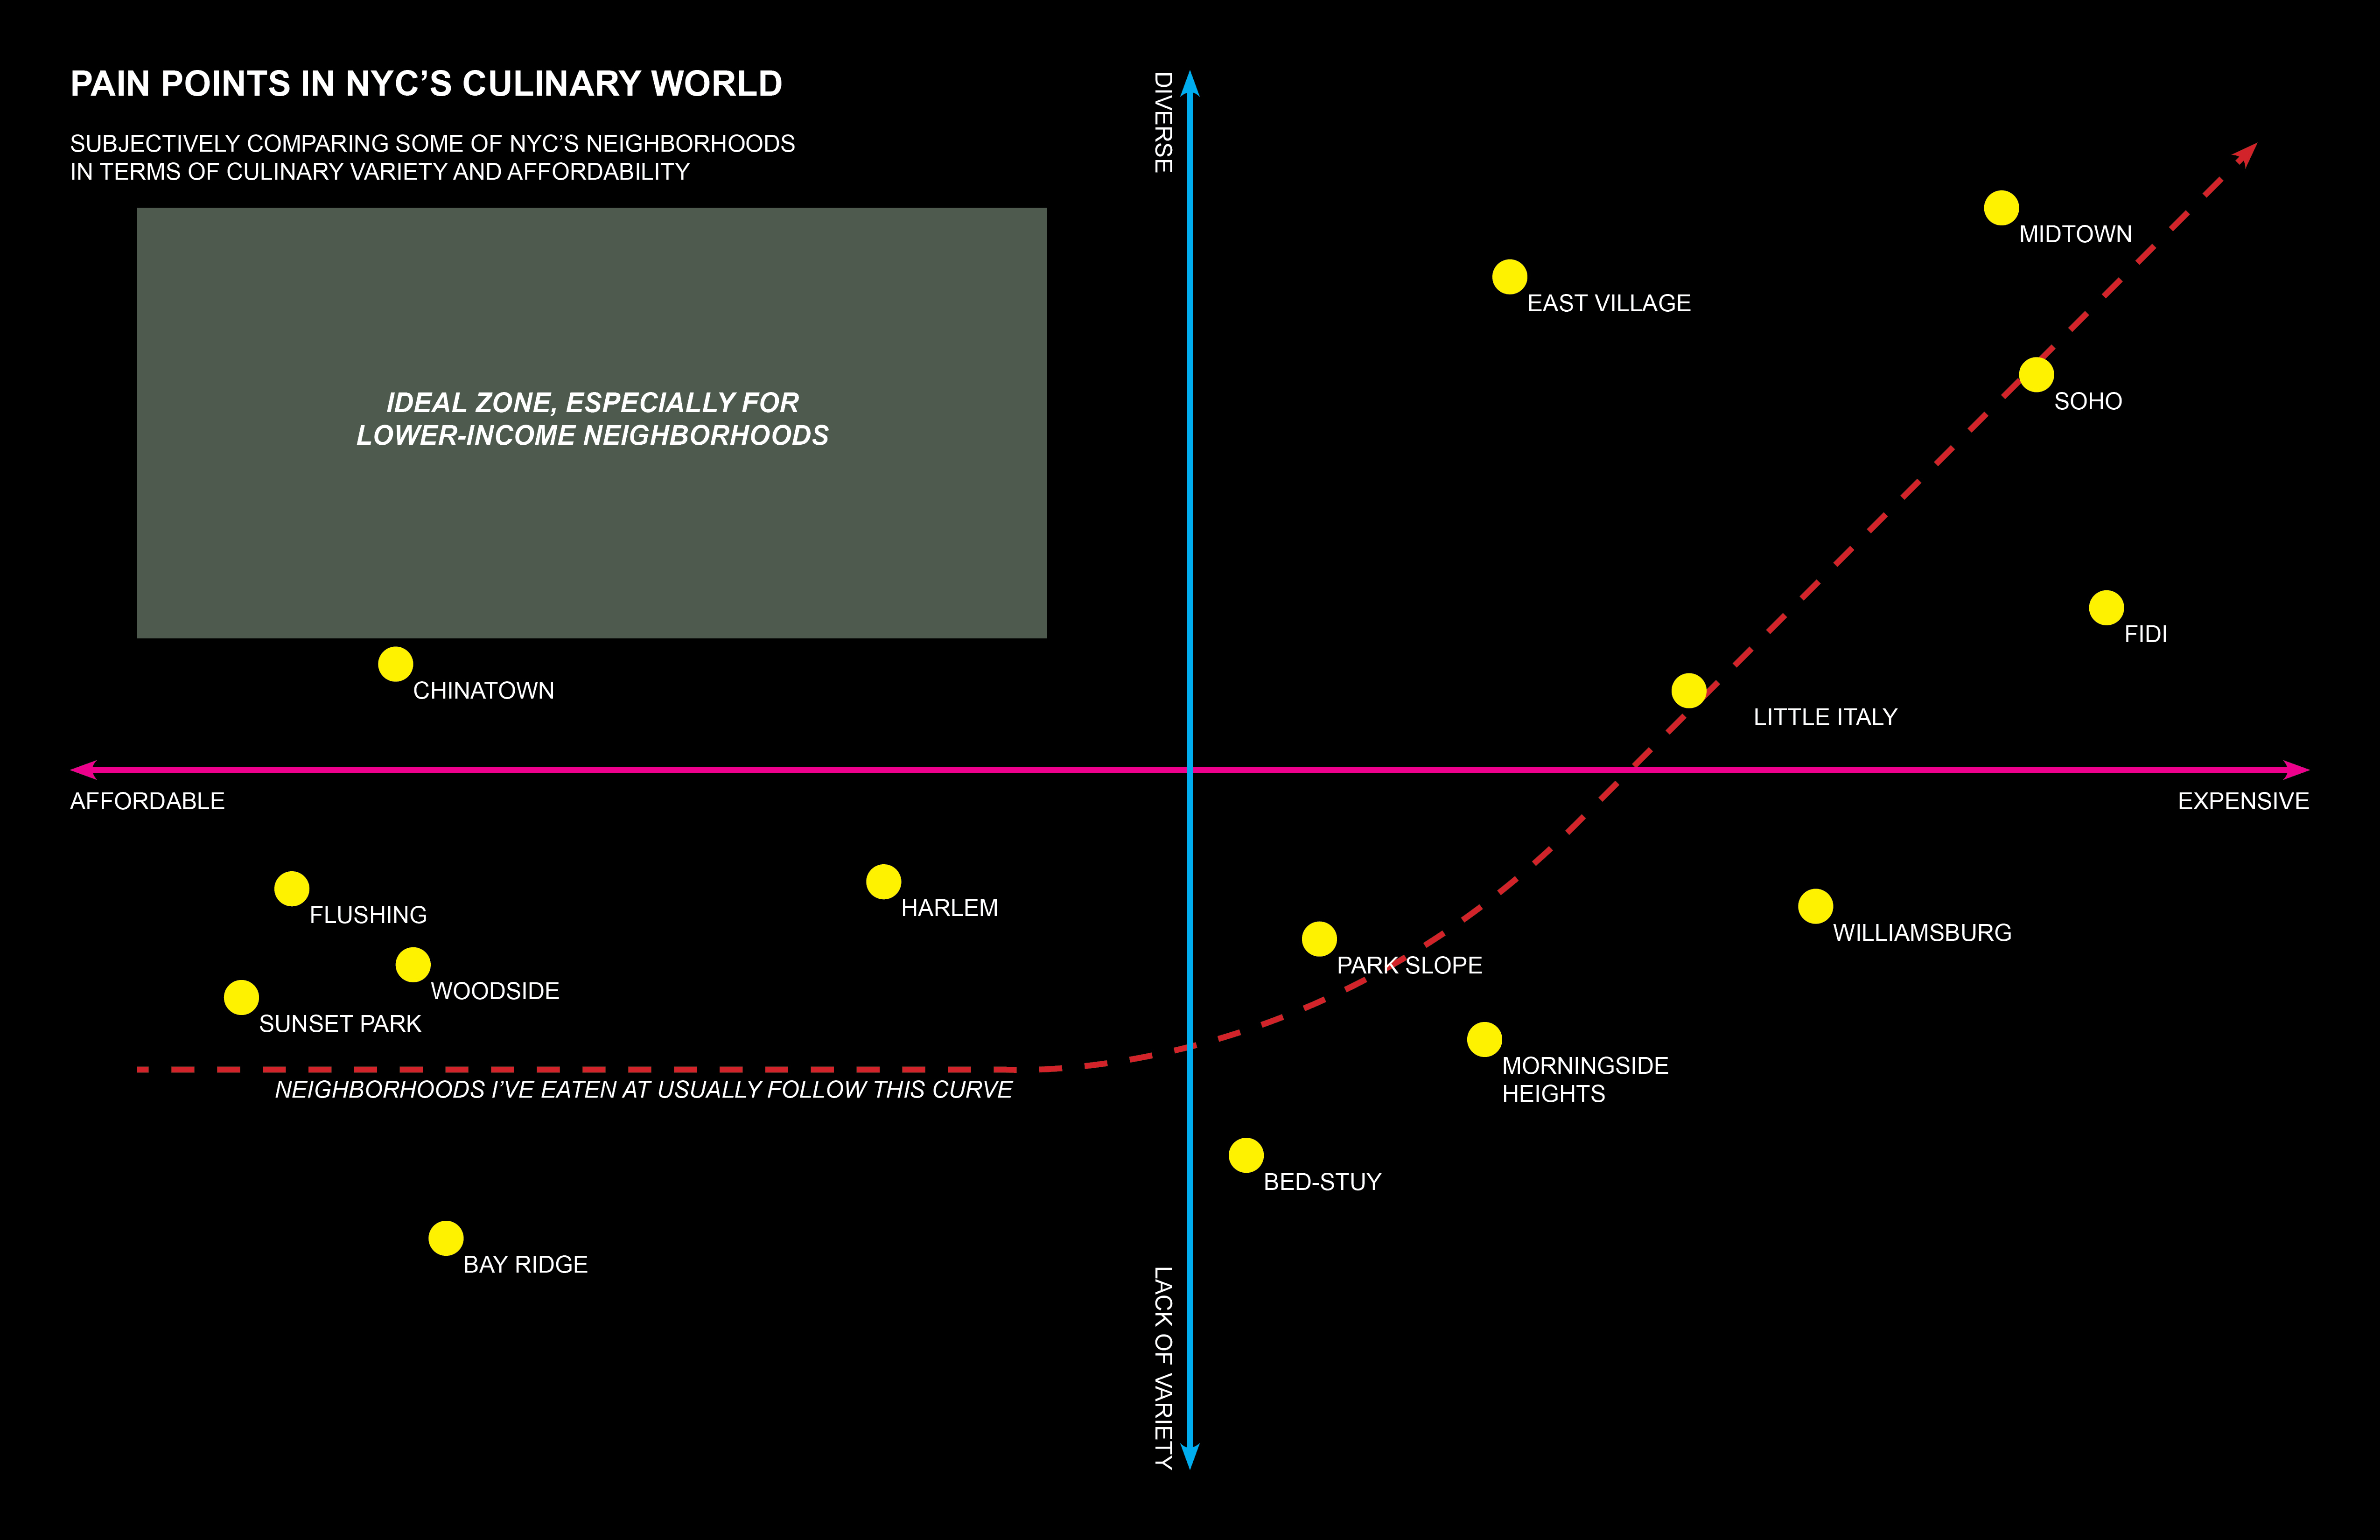 PAIN POINTS IN NYC’S CULINARY WORLD
SUBJECTIVELY COMPARING SOME OF NYC’S NEIGHBORHOODS
IN TERMS OF CULINARY VARIETY AND AFFORDABILITY
DIVERSE
MIDTOWN
EAST VILLAGE
IDEAL ZONE, ESPECIALLY FOR
LOWER-INCOME NEIGHBORHOODS
SOHO
FIDI
CHINATOWN
LITTLE ITALY
AFFORDABLE
EXPENSIVE
FLUSHING
HARLEM
WILLIAMSBURG
PARK SLOPE
WOODSIDE
SUNSET PARK
MORNINGSIDE
HEIGHTS
NEIGHBORHOODS I’VE EATEN AT USUALLY FOLLOW THIS CURVE
BED-STUY
BAY RIDGE
LACK OF VARIETY